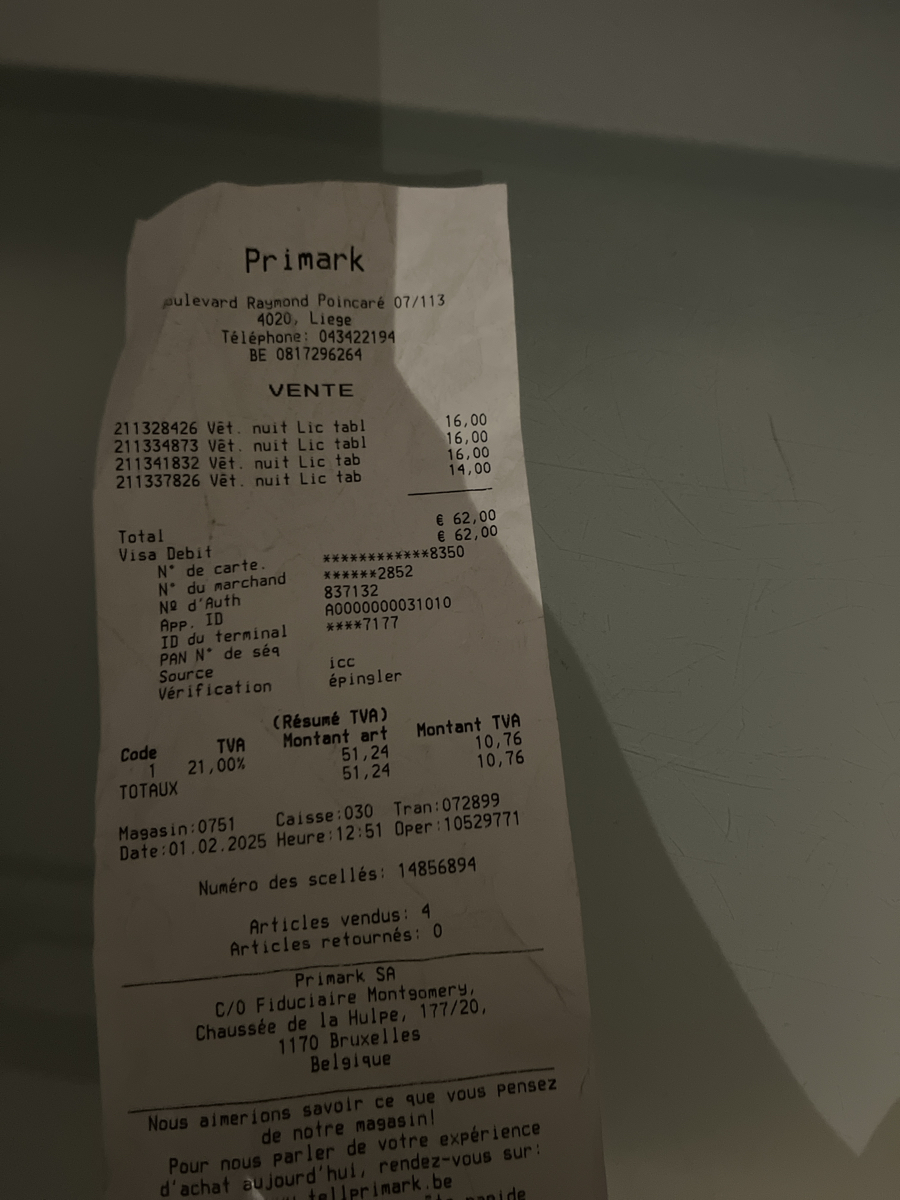 Primark
oulevard Raymond Poincaré 07/113
4020, Liege
Téléphone: 043422194
BE 0817296264
VENTE
211328426 Vêt. nuit Lic tabl 16,00
211334873 Vêt. nuit Lic tabl 16,00
211341832 Vêt. nuit Lic tab 16,00
211337826 Vêt. nuit Lic tab 14,00
Total € 62,00
Visa Debit € 62,00
N° de carte. ************8350
N° du marchand ******2852
Nº d'Auth 837132
App. ID A0000000031010
ID du terminal ****7177
PAN N° de séq
Source icc
Vérification épingler
(Résumé TVA)
Code TVA Montant art Montant TVA
1 21,00% 51,24 10,76
TOTAUX 51,24 10,76
Magasin:0751 Caisse:030 Tran:072899
Date:01.02.2025 Heure:12:51 Oper:10529771
Numéro des scellés: 14856894
Articles vendus: 4
Articles retournés: 0
Primark SA
C/O Fiduciaire Montgomery,
Chaussée de la Hulpe, 177/20,
1170 Bruxelles
Belgique
Nous aimerions savoir ce que vous pensez
de notre magasin!
Pour nous parler de votre expérience
d'achat aujourd'hui, rendez-vous sur:
tellprimark.be